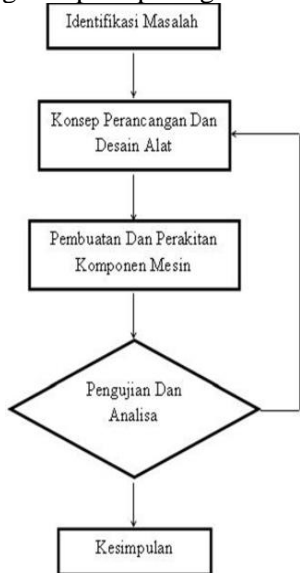 Identifikasi Masalah
Konsep Perancangan Dan
Desain Alat
Pembuatan Dan Perakitan
Komponen Mesin
Pengujian Dan
Analisa
Kesimpulan